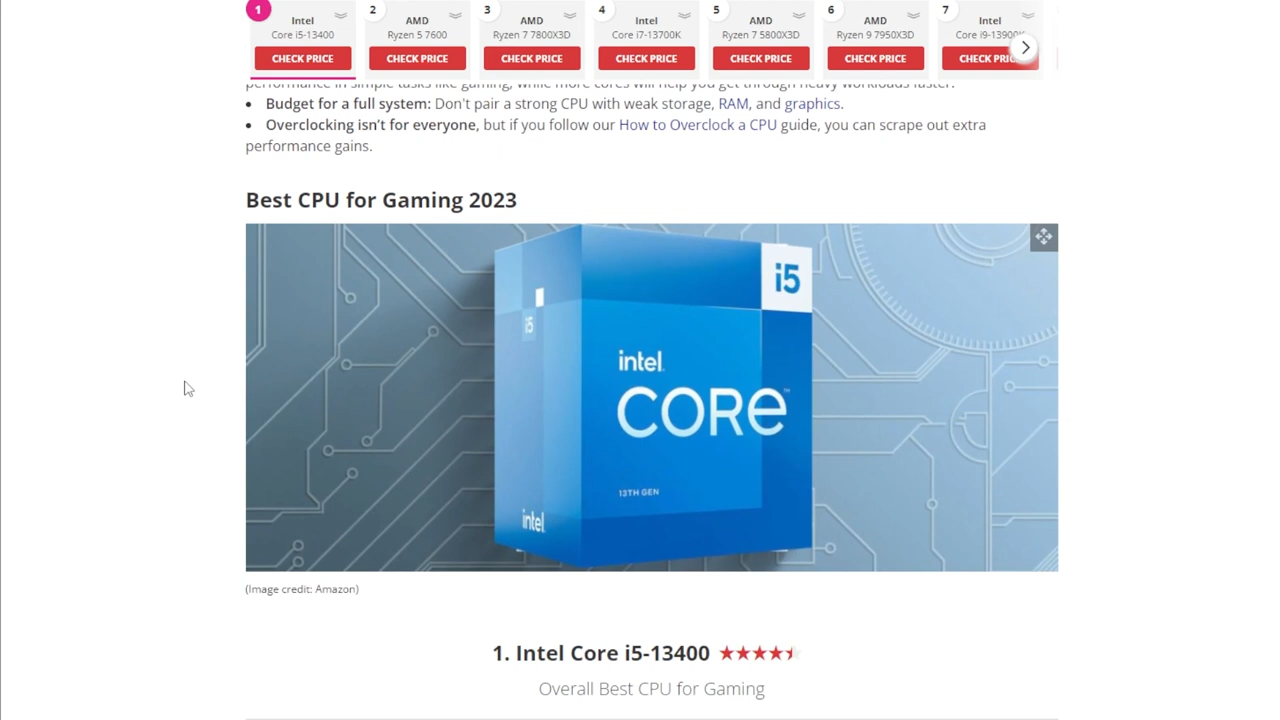 1
Intel
Core i5-13400
CHECK PRICE
2
AMD
Ryzen 5 7600
CHECK PRICE
3
AMD
Ryzen 7 7800X3D
CHECK PRICE
4
Intel
Core i7-13700K
CHECK PRICE
5
AMD
Ryzen 7 5800X3D
CHECK PRICE
6
AMD
Ryzen 9 7950X3D
CHECK PRICE
7
Intel
Core i9-13900K
CHECK PRIC
performance in simple tasks like gaming, while more cores will help you get through heavy workloads faster.
• Budget for a full system: Don't pair a strong CPU with weak storage, RAM, and graphics.
• Overclocking isn’t for everyone, but if you follow our How to Overclock a CPU guide, you can scrape out extra
performance gains.
Best CPU for Gaming 2023
i5
i5
intel.
CORE™
13TH GEN
intel.
(Image credit: Amazon)
1. Intel Core i5-13400
Overall Best CPU for Gaming